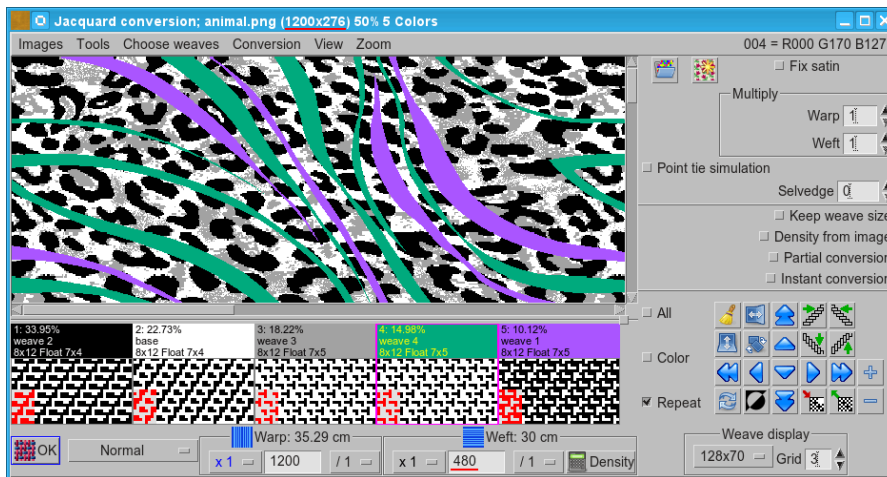 Jacquard conversion; animal.png (1200x276) 50% 5 Colors
Images Tools Choose weaves Conversion View Zoom 004 = R000 G170 B127
Fix satin
Multiply
Warp 1
Weft 1
Point tie simulation
Selvedge 0
Keep weave size
Density from image
Partial conversion
Instant conversion
1: 33.95% 2: 22.73% 3: 18.22% 4: 14.98% 5: 10.12%
weave 2 base weave 3 weave 4 weave 1
8x12 Float 7x4 8x12 Float 7x4 8x12 Float 7x5 8x12 Float 7x5 8x12 Float 7x5
All
Color
Repeat
OK Normal
Warp: 35.29 cm Weft: 30 cm
x 1 1200 / 1 x 1 480 / 1 Density
Weave display
128x70 Grid 3